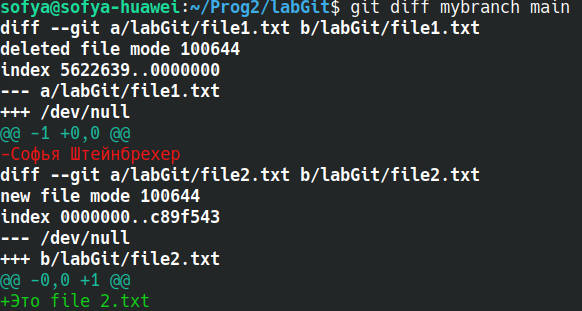 sofya@sofya-huawei:~/Prog2/labGit$ git diff mybranch main
diff --git a/labGit/file1.txt b/labGit/file1.txt
deleted file mode 100644
index 5622639..0000000
--- a/labGit/file1.txt
+++ /dev/null
@@ -1 +0,0 @@
-Софья Штейнбрехер
diff --git a/labGit/file2.txt b/labGit/file2.txt
new file mode 100644
index 0000000..c89f543
--- /dev/null
+++ b/labGit/file2.txt
@@ -0,0 +1 @@
+Это file 2.txt